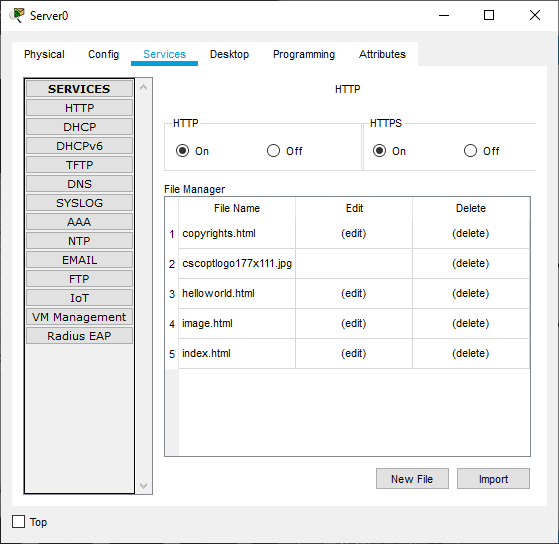 Server0
Physical Config Services Desktop Programming Attributes
SERVICES
HTTP
DHCP
DHCPv6
TFTP
DNS
SYSLOG
AAA
NTP
EMAIL
FTP
IoT
VM Management
Radius EAP
HTTP
HTTP HTTPS
On Off On Off
File Manager
File Name Edit Delete
1 copyrights.html (edit) (delete)
2 cscoptlogo177x111.jpg (delete)
3 helloworld.html (edit) (delete)
4 image.html (edit) (delete)
5 index.html (edit) (delete)
New File Import
Top